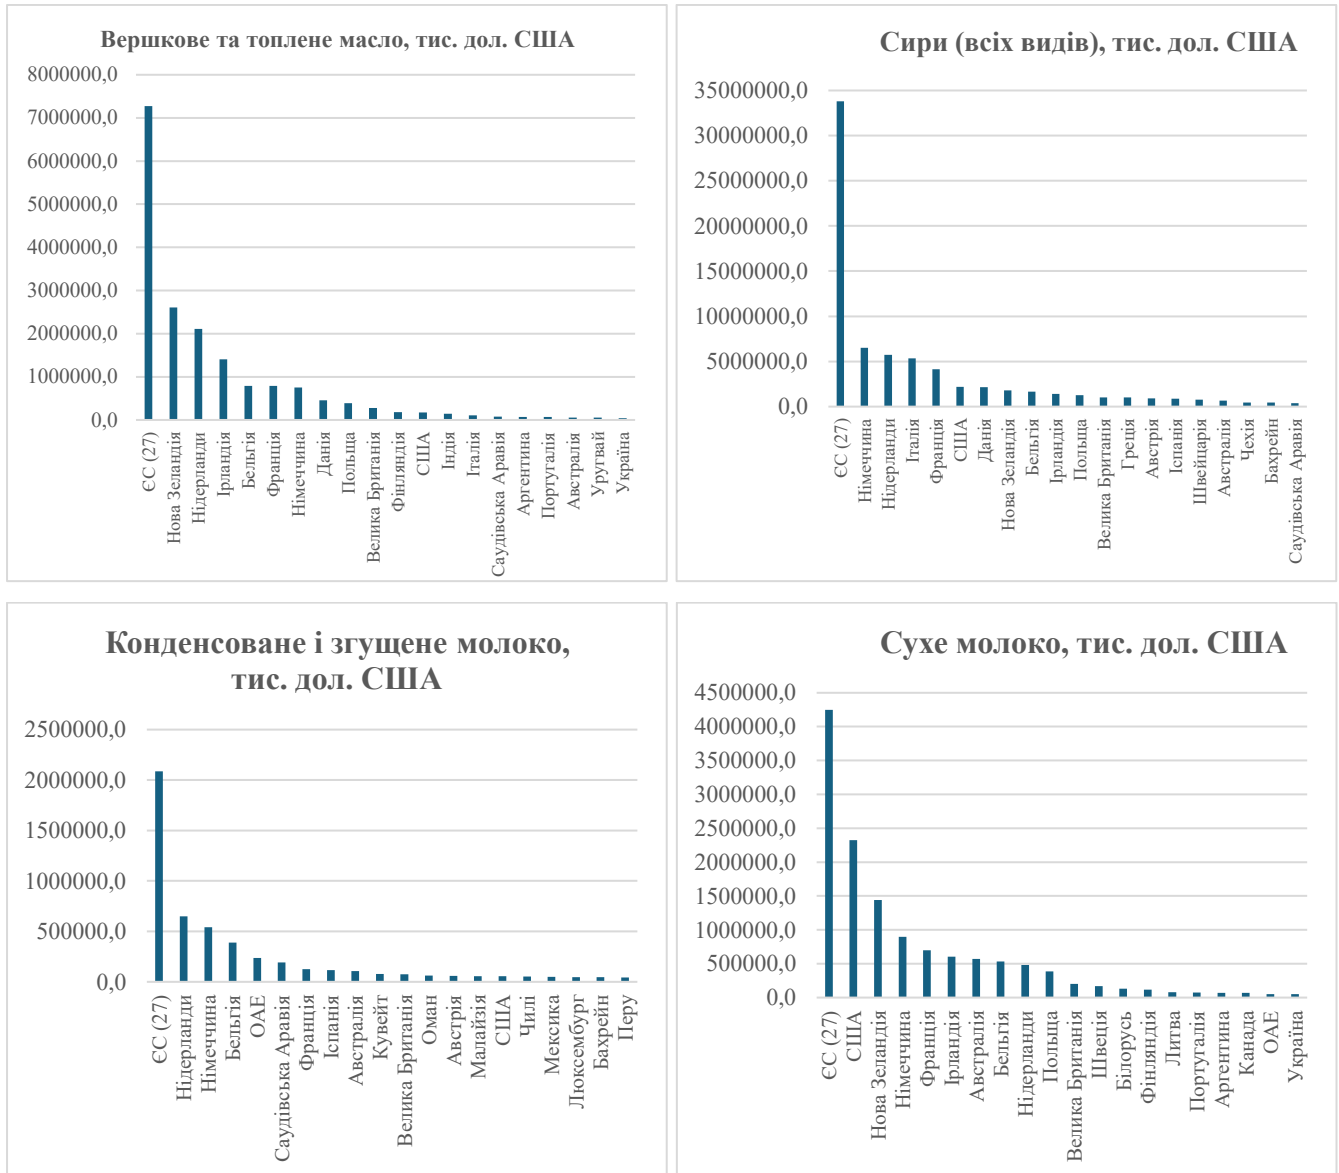 Вершкове та топлене масло, тис. дол. США
8000000,0
7000000,0
6000000,0
5000000,0
4000000,0
3000000,0
2000000,0
1000000,0
0,0
ЄС (27)
Нова Зеландія
Нідерланди
Ірландія
Бельгія
Франція
Німеччина
Данія
Польща
Велика Британія
Фінляндія
США
Індія
Італія
Саудівська Аравія
Аргентина
Португалія
Австралія
Уругвай
Україна
Сири (всіх видів), тис. дол. США
35000000,0
30000000,0
25000000,0
20000000,0
15000000,0
10000000,0
5000000,0
0,0
ЄС (27)
Німеччина
Нідерланди
Італія
Франція
США
Данія
Нова Зеландія
Бельгія
Ірландія
Польща
Велика Британія
Греція
Австрія
Іспанія
Швейцарія
Австралія
Чехія
Бахрейн
Саудівська Аравія
Конденсоване і згущене молоко,
тис. дол. США
2500000,0
2000000,0
1500000,0
1000000,0
500000,0
0,0
ЄС (27)
Нідерланди
Німеччина
Бельгія
ОАЕ
Саудівська Аравія
Франція
Іспанія
Австралія
Кувейт
Велика Британія
Оман
Австрія
Малайзія
США
Чилі
Мексика
Люксембург
Бахрейн
Перу
Сухе молоко, тис. дол. США
4500000,0
4000000,0
3500000,0
3000000,0
2500000,0
2000000,0
1500000,0
1000000,0
500000,0
0,0
ЄС (27)
США
Нова Зеландія
Німеччина
Франція
Ірландія
Австралія
Бельгія
Нідерланди
Польща
Велика Британія
Швеція
Білорусь
Фінляндія
Литва
Португалія
Аргентина
Канада
ОАЕ
Україна